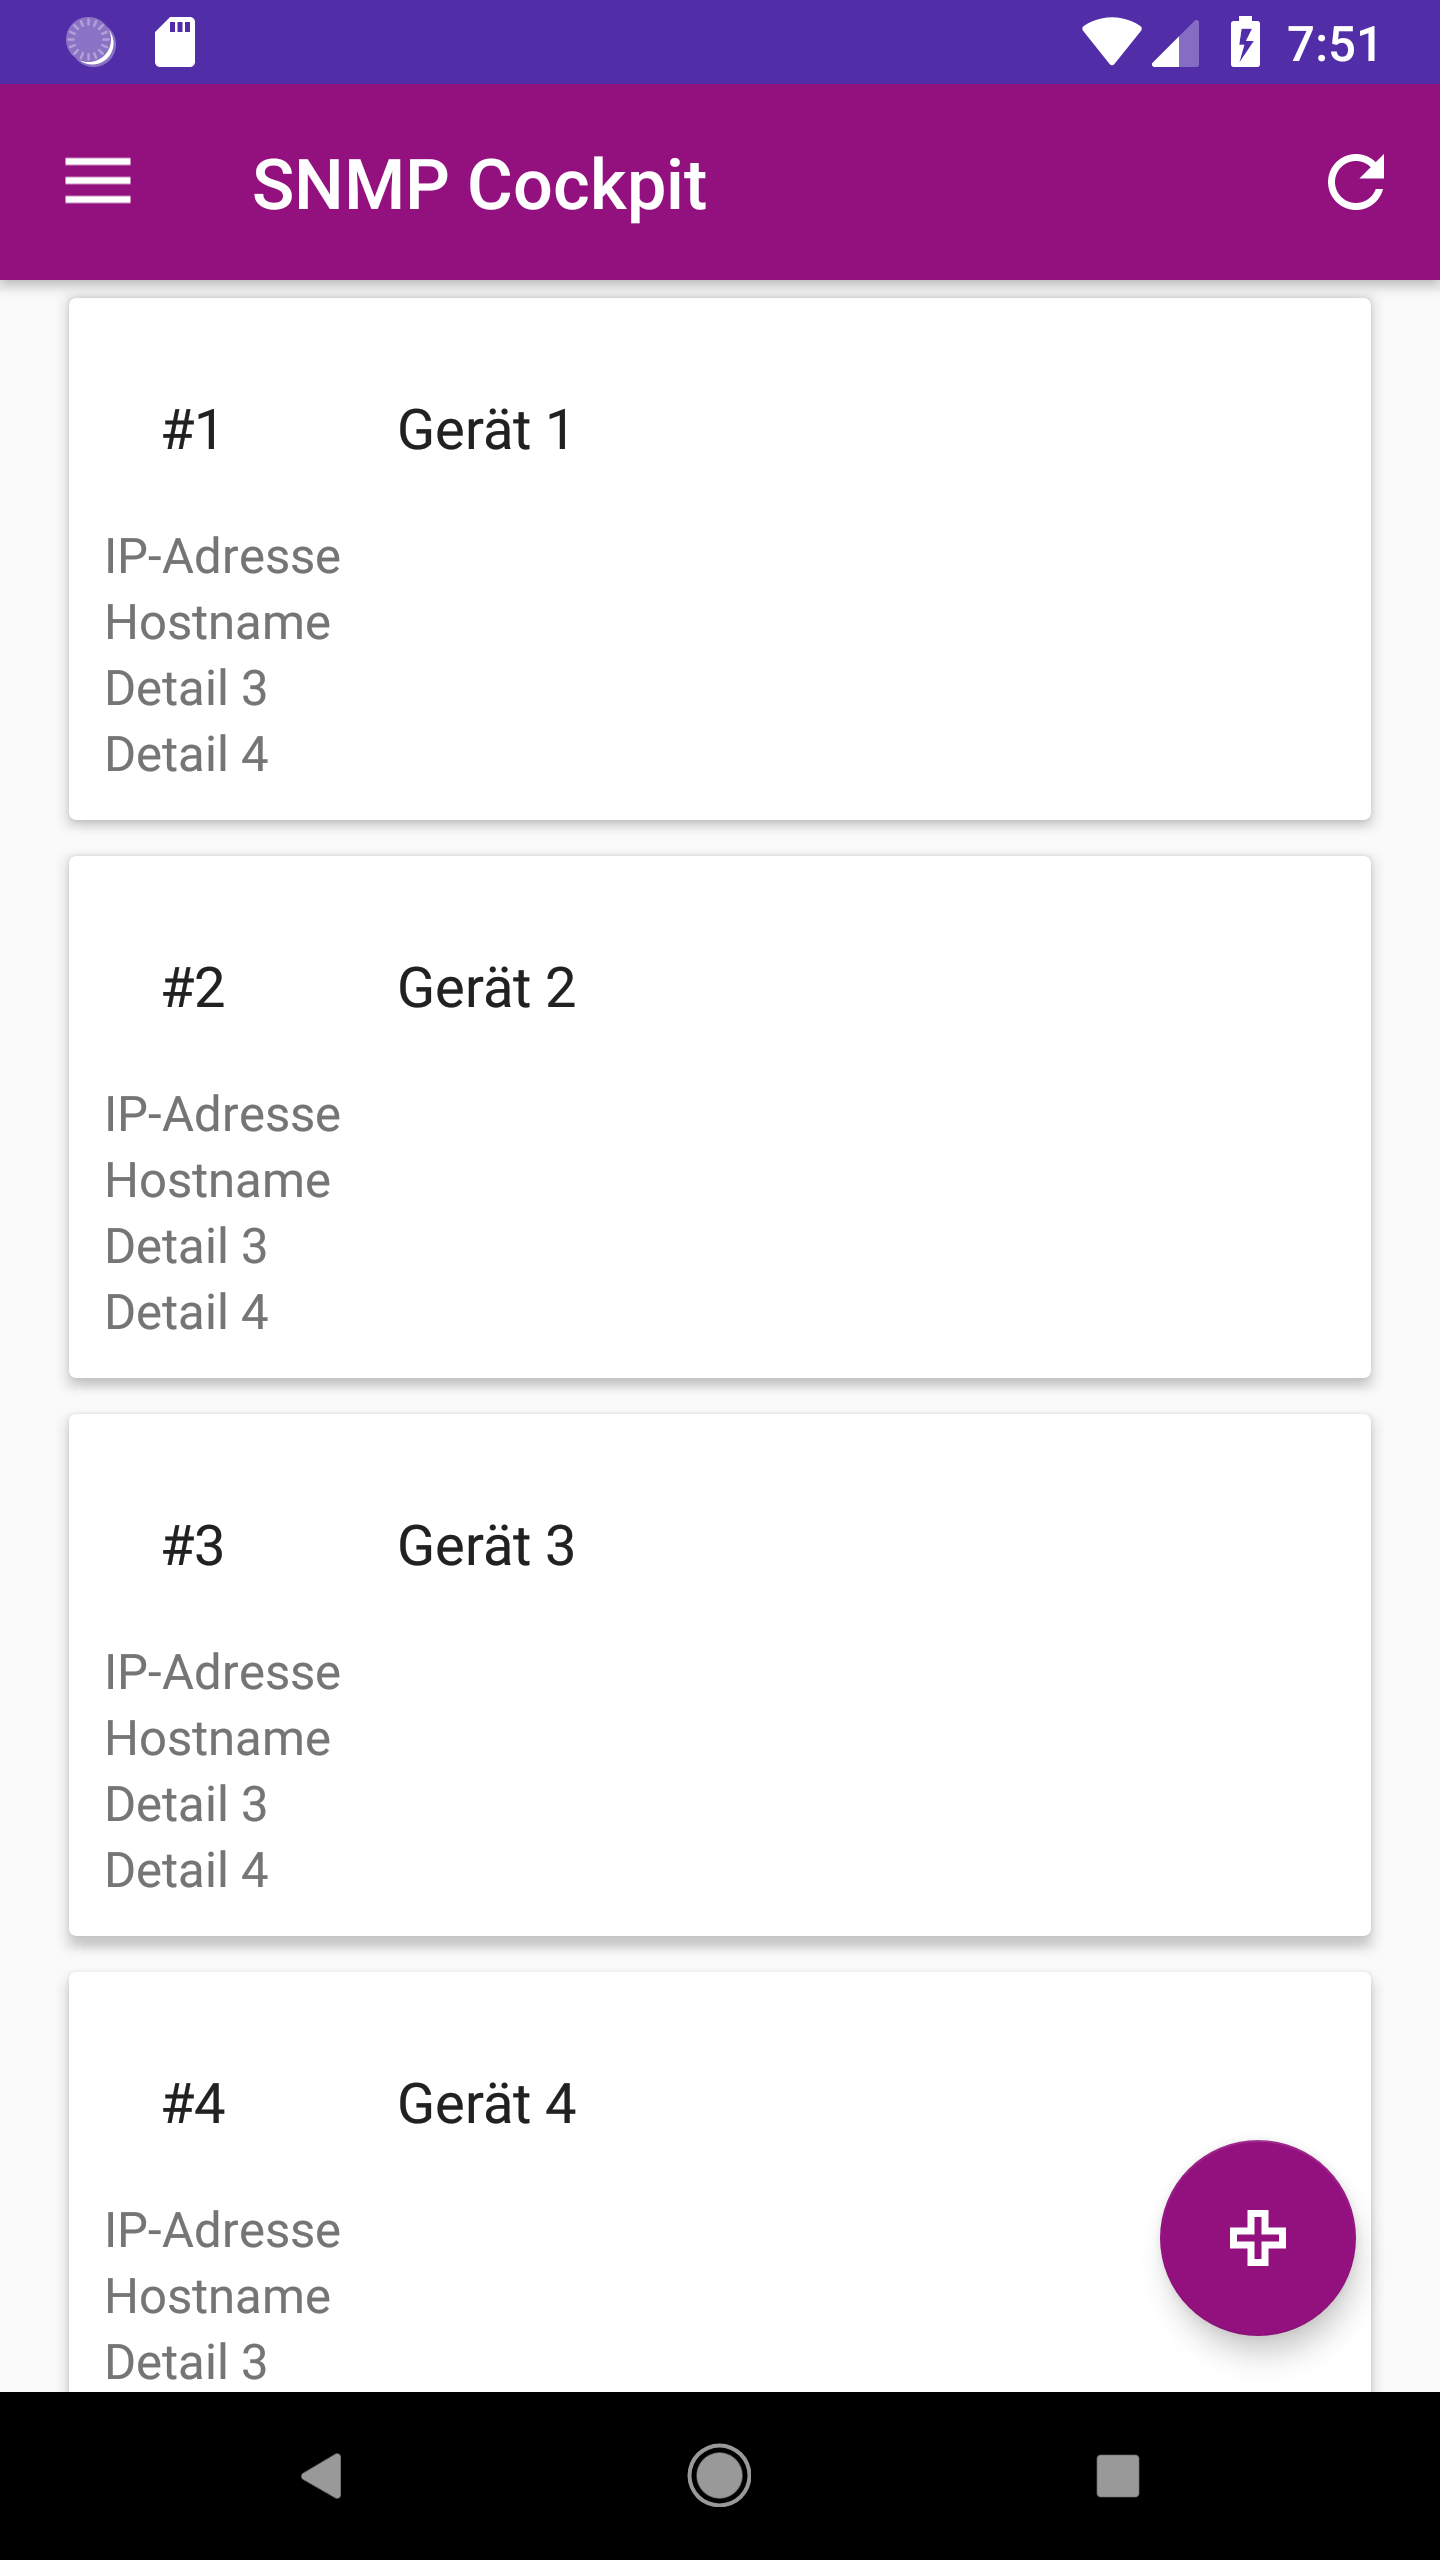 7:51
SNMP Cockpit
#1 Gerät 1
IP-Adresse
Hostname
Detail 3
Detail 4
#2 Gerät 2
IP-Adresse
Hostname
Detail 3
Detail 4
#3 Gerät 3
IP-Adresse
Hostname
Detail 3
Detail 4
#4 Gerät 4
IP-Adresse
Hostname
Detail 3